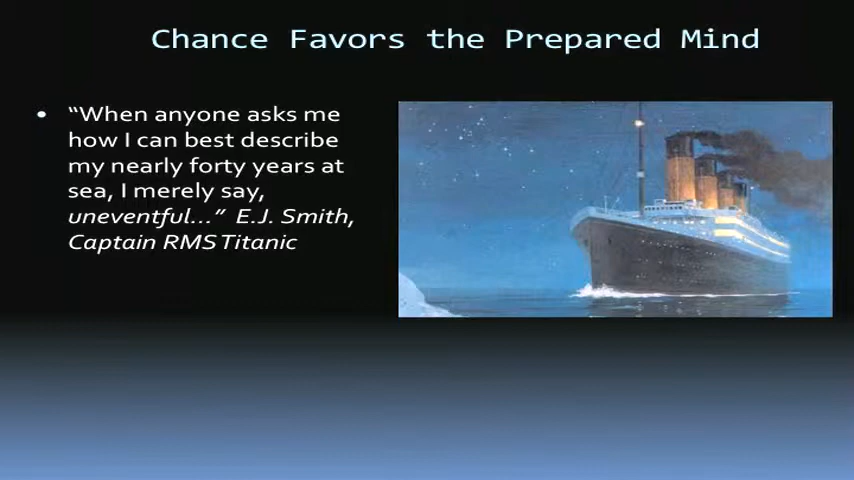 Chance Favors the Prepared Mind
• “When anyone asks me
how I can best describe
my nearly forty years at
sea, I merely say,
uneventful...” E.J. Smith,
Captain RMS Titanic